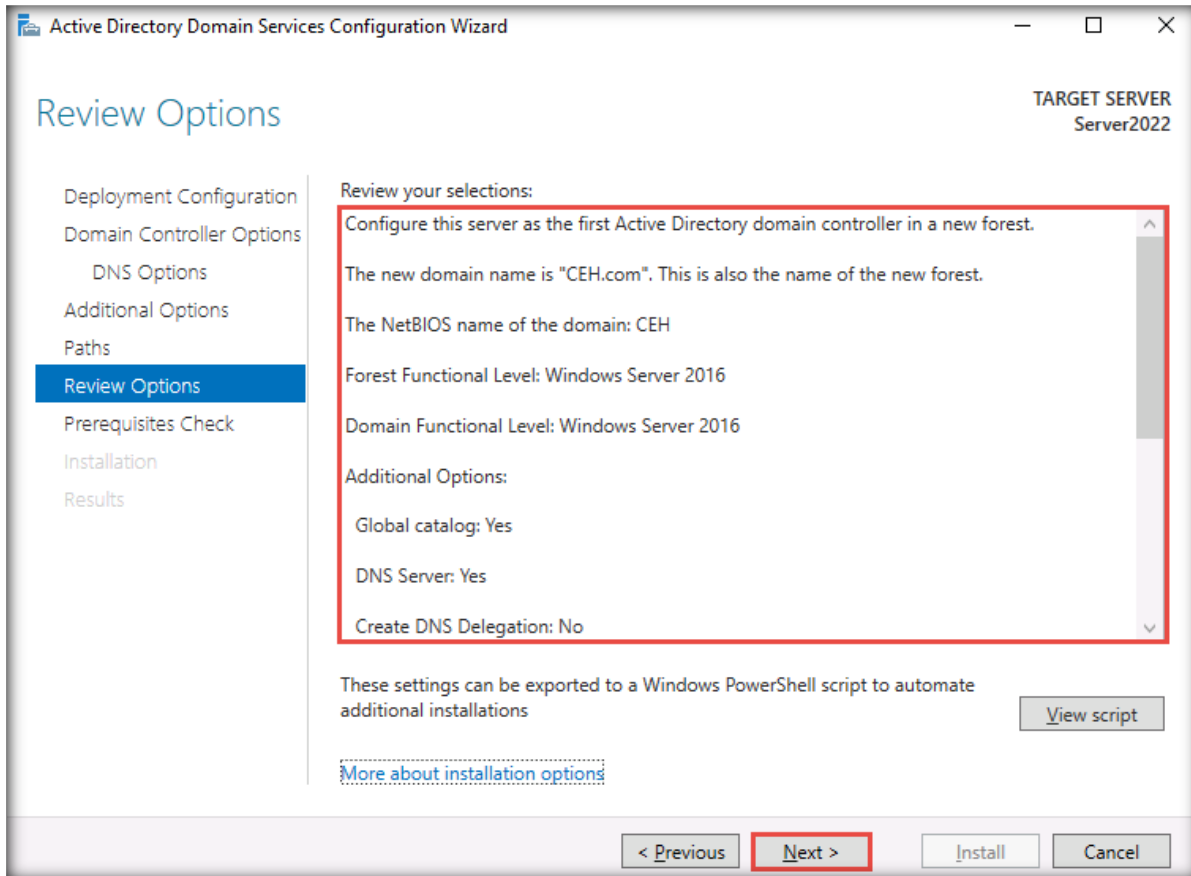 Active Directory Domain Services Configuration Wizard
Review Options
TARGET SERVER
Server2022
Deployment Configuration
Domain Controller Options
DNS Options
Additional Options
Paths
Review Options
Prerequisites Check
Installation
Results
Review your selections:
Configure this server as the first Active Directory domain controller in a new forest.
The new domain name is "CEH.com". This is also the name of the new forest.
The NetBIOS name of the domain: CEH
Forest Functional Level: Windows Server 2016
Domain Functional Level: Windows Server 2016
Additional Options:
Global catalog: Yes
DNS Server: Yes
Create DNS Delegation: No
These settings can be exported to a Windows PowerShell script to automate
additional installations
View script
More about installation options
< Previous
Next >
Install
Cancel